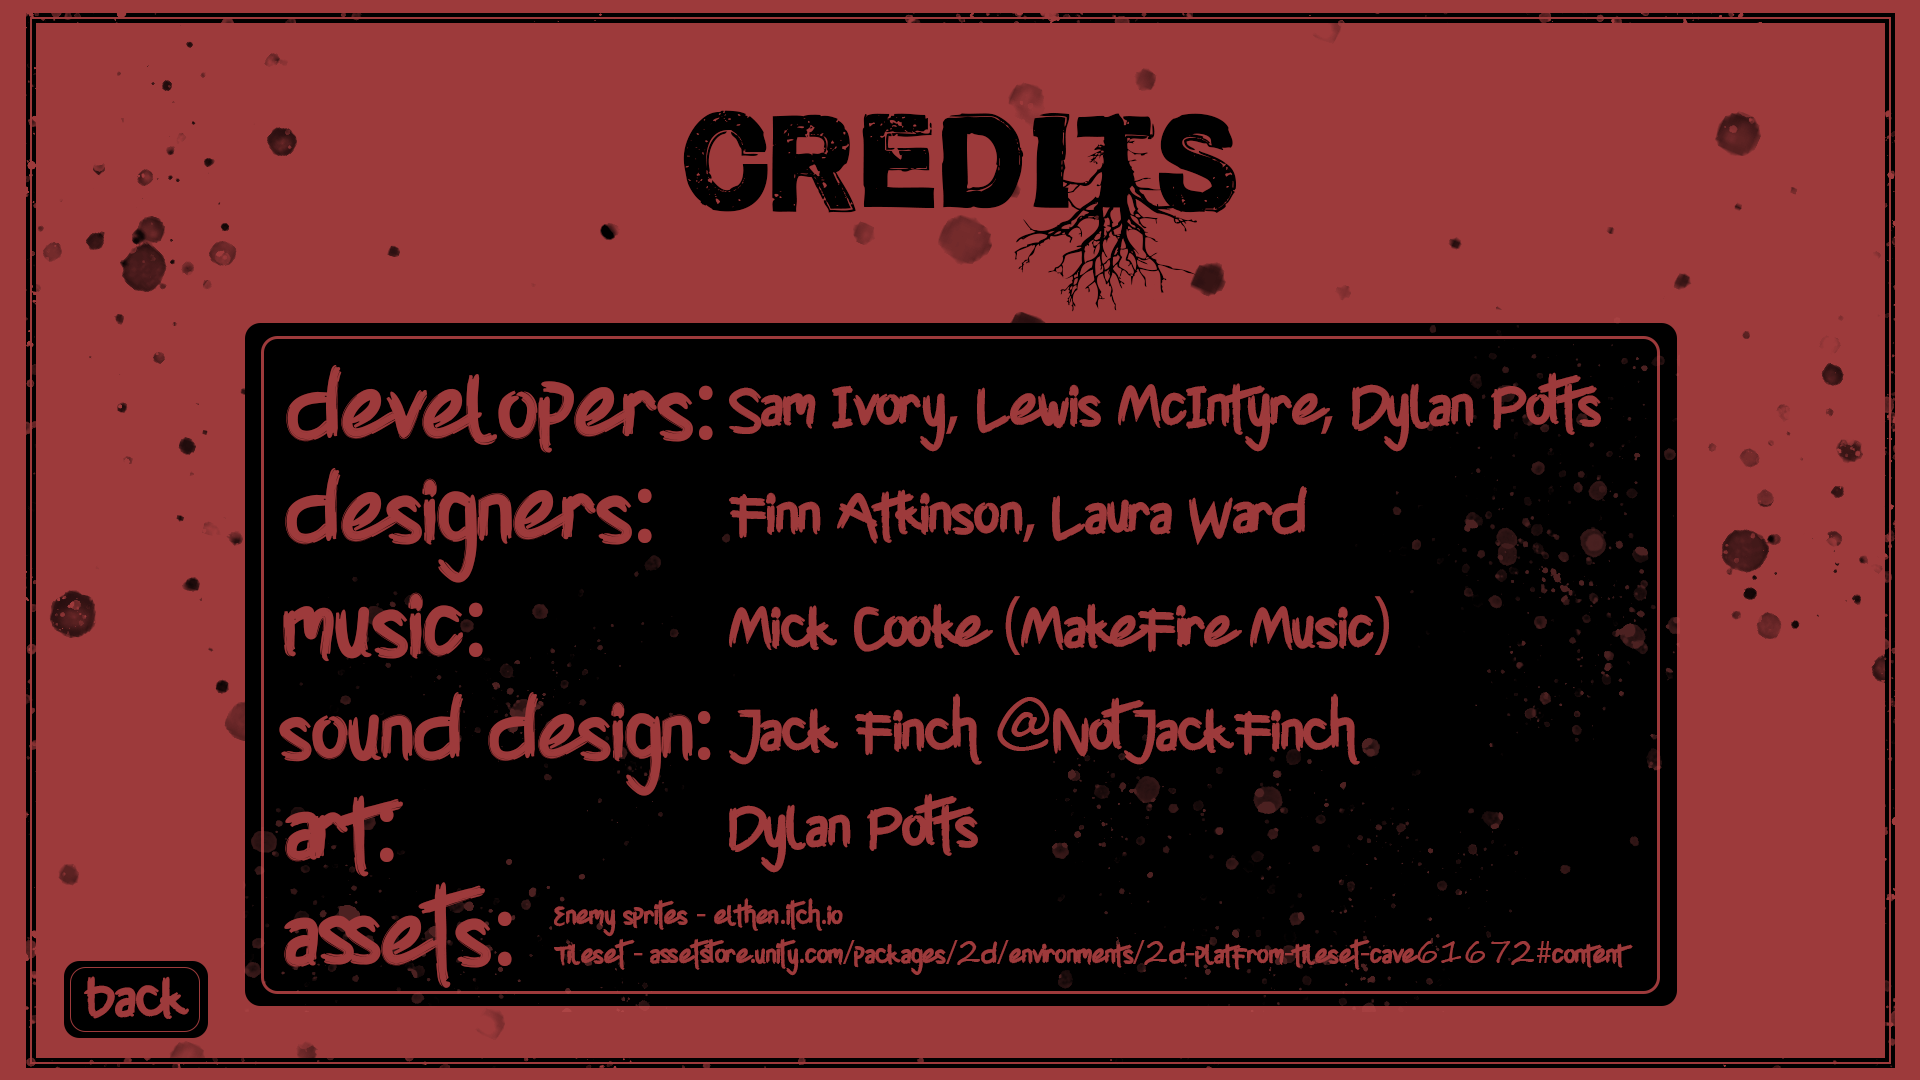 CREDITS
developers: Sam Ivory, Lewis McIntyre, Dylan Potts
designers: Finn Atkinson, Laura Ward
music: Mick Cooke (MakeFire Music)
sound design: Jack Finch @NotJackFinch
art: Dylan Potts
assets: Enemy sprites - elthen.itch.io
Tileset - assetstore.unity.com/packages/2d/environments/2d-platfrom-tileset-cave61672#content
back